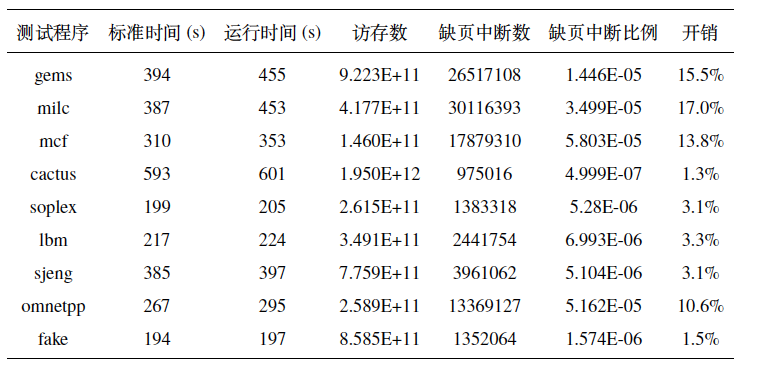 测试程序 标准时间 (s) 运行时间 (s) 访存数 缺页中断数 缺页中断比例 开销
gems 394 455 9.223E+11 26517108 1.446E-05 15.5%
milc 387 453 4.177E+11 30116393 3.499E-05 17.0%
mcf 310 353 1.460E+11 17879310 5.803E-05 13.8%
cactus 593 601 1.950E+12 975016 4.999E-07 1.3%
soplex 199 205 2.615E+11 1383318 5.28E-06 3.1%
lbm 217 224 3.491E+11 2441754 6.993E-06 3.3%
sjeng 385 397 7.759E+11 3961062 5.104E-06 3.1%
omnetpp 267 295 2.589E+11 13369127 5.162E-05 10.6%
fake 194 197 8.585E+11 1352064 1.574E-06 1.5%